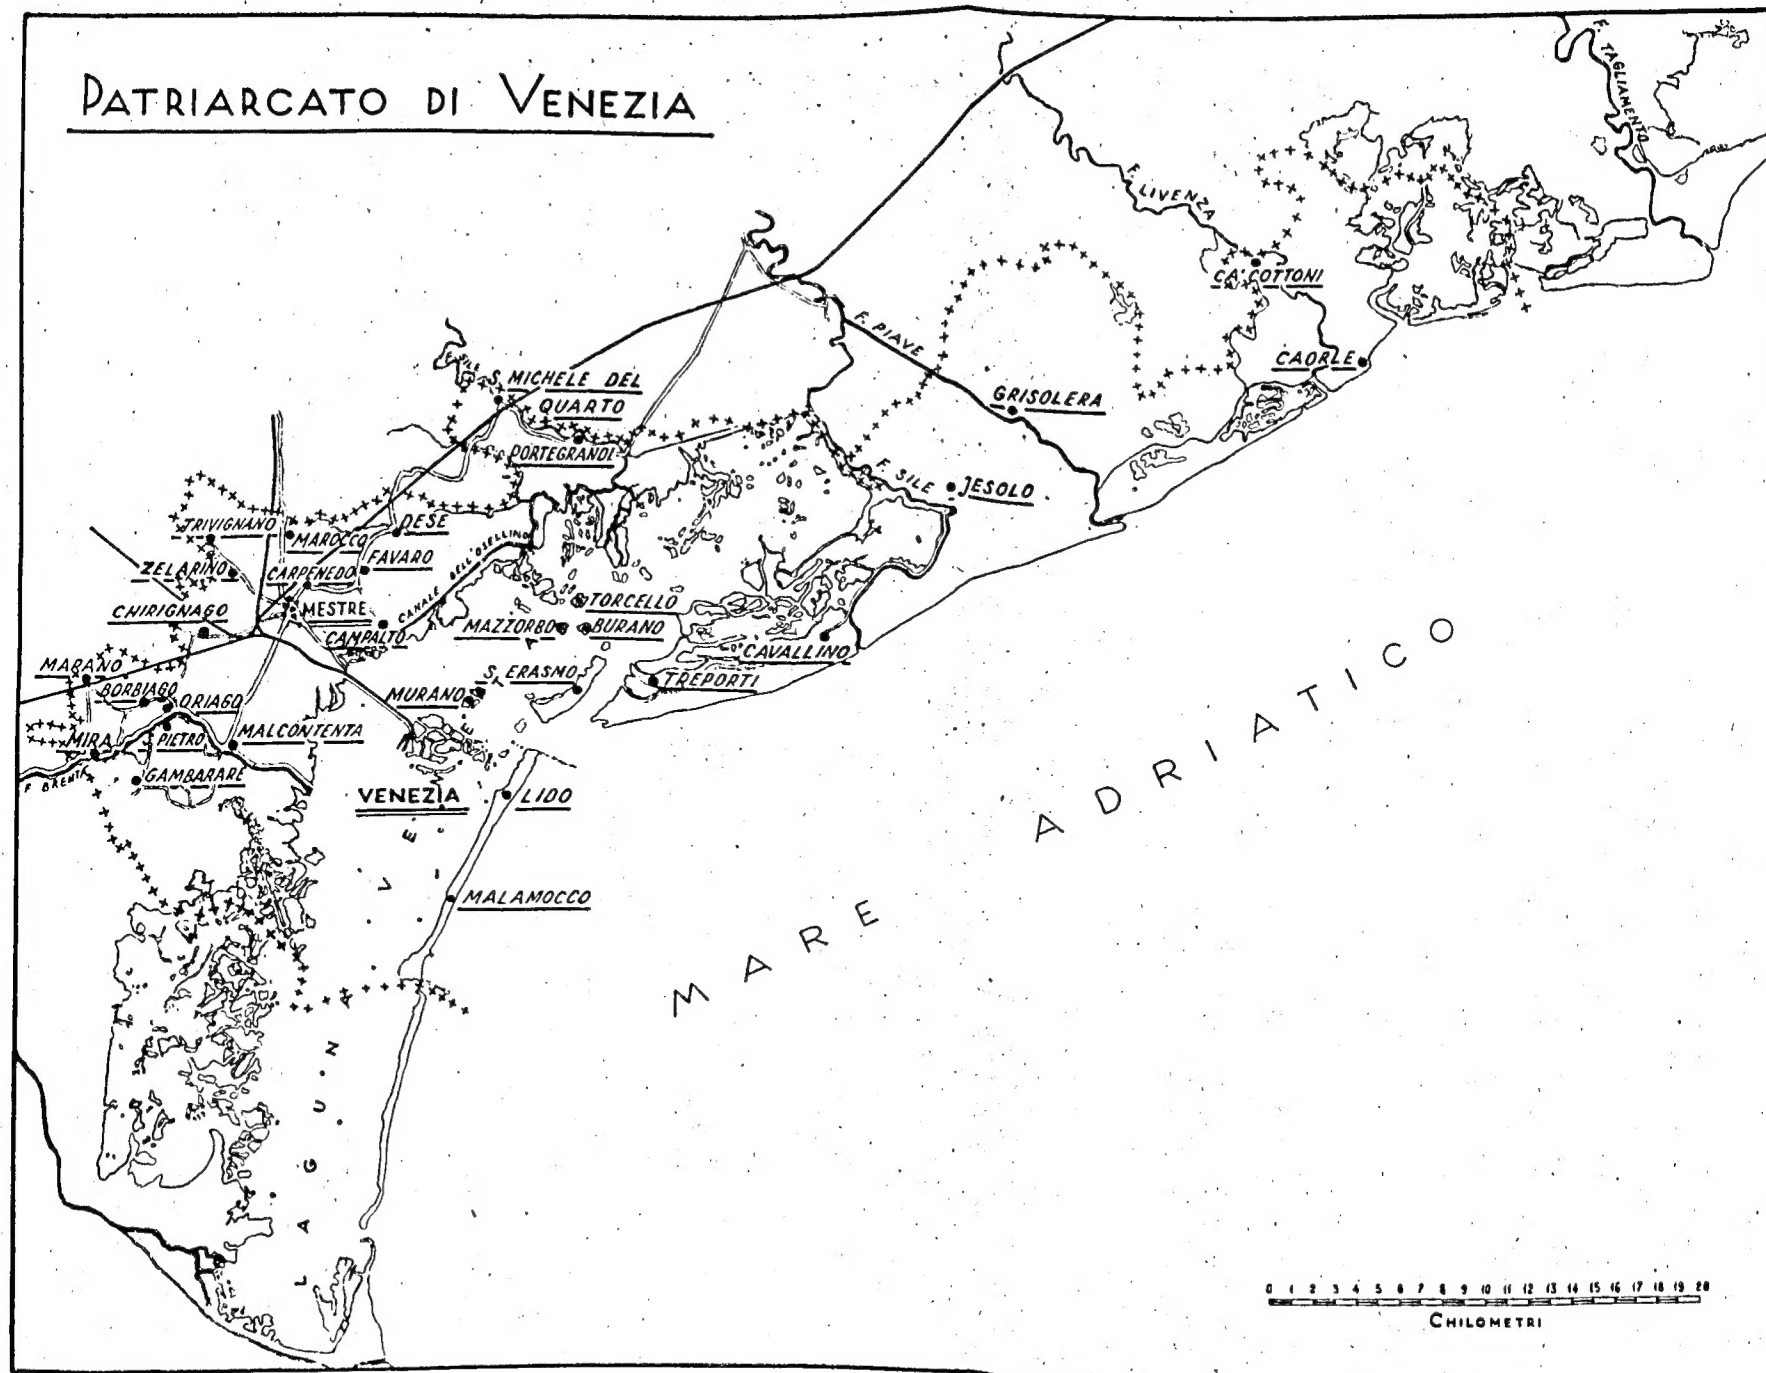 PATRIARCATO DI VENEZIA
F. TAGLIAMENTO
F. LIVENZA
CA' COTTONI
F. PIAVE
CAORLE
GRISOLERA
F. SILE
S. MICHELE DEL
QUARTO
PORTEGRANDI
F. SILE
JESOLO
TRIVIGNANO
MAROCCO
DESE
FAVARO
ZELARINO
CARPENEDO
CANALE DELL'OSELLINO
CHIRIGNAGO
MESTRE
CAMPALTO
TORCELLO
MAZZORBO
BURANO
CAVALLINO
MARANO
BORBIAGO
ORIAGO
MURANO
S. ERASMO
TREPORTI
MIRA
S. PIETRO
MALCONTENTA
F. BRENTA
GAMBARARE
VENEZIA
LIDO
MALAMOCCO
LAGUNA VENETA
MARE ADRIATICO
0 1 2 3 4 5 6 7 8 9 10 11 12 13 14 15 16 17 18 19 20
CHILOMETRI